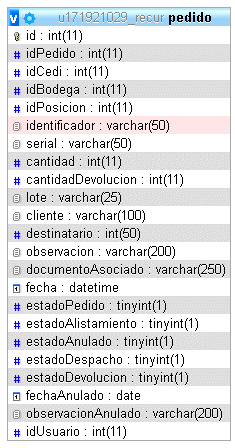 v u171921029_recur pedido
id : int(11)
# idPedido : int(11)
# idCedi : int(11)
# idBodega : int(11)
# idPosicion : int(11)
identificador : varchar(50)
serial : varchar(50)
# cantidad : int(11)
# cantidadDevolucion : int(11)
lote : varchar(25)
cliente : varchar(100)
# destinatario : int(50)
observacion : varchar(200)
documentoAsociado : varchar(250)
fecha : datetime
# estadoPedido : tinyint(1)
# estadoAlistamiento : tinyint(1)
# estadoAnulado : tinyint(1)
# estadoDespacho : tinyint(1)
# estadoDevolucion : tinyint(1)
fechaAnulado : date
observacionAnulado : varchar(200)
# idUsuario : int(11)